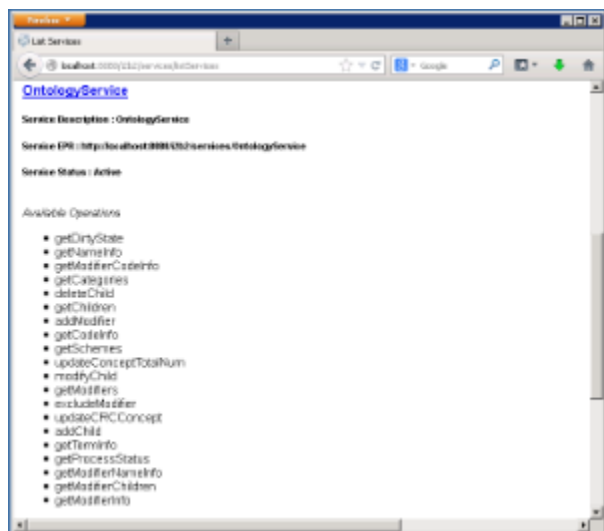 Firefox
List Services
localhost:8080/i2b2/services/listServices
Google
OntologyService
Service Description : OntologyService
Service EPR : http://localhost:8080/i2b2/services/OntologyService
Service Status : Active
Available Operations
getDirtyState
getNameInfo
getModifierCodeInfo
getCategories
deleteChild
getChildren
addModifier
getCodeInfo
getSchemes
updateConceptTotalNum
modifyChild
getModifiers
excludeModifier
updateCRCConcept
addChild
getTermInfo
getProcessStatus
getModifierNameInfo
getModifierChildren
getModifierInfo